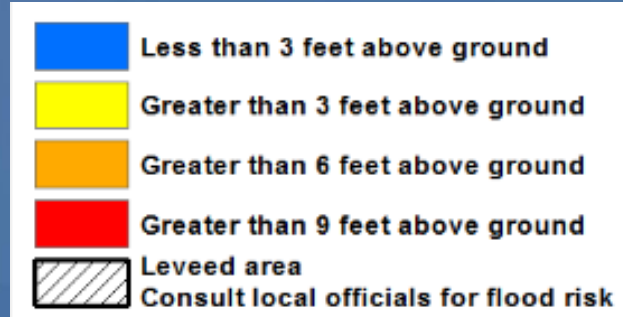 Less than 3 feet above ground
Greater than 3 feet above ground
Greater than 6 feet above ground
Greater than 9 feet above ground
Leveed area
Consult local officials for flood risk